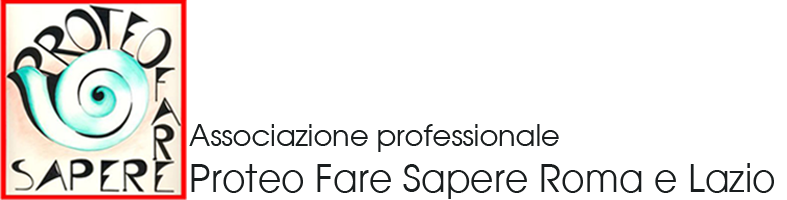 PROTEO
FARE
SAPERE
Associazione professionale
Proteo Fare Sapere Roma e Lazio